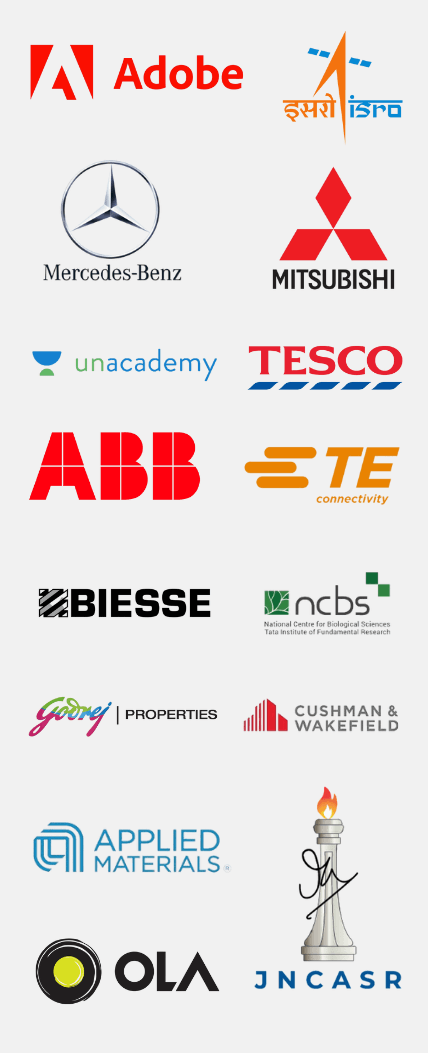 Adobe
इसरो isro
Mercedes-Benz
MITSUBISHI
unacademy
TESCO
ABB
TE
connectivity
BIESSE
ncbs
National Centre for Biological Sciences
Tata Institute of Fundamental Research
Godrej | PROPERTIES
CUSHMAN &
WAKEFIELD
APPLIED
MATERIALS®
JNCASR
OLA